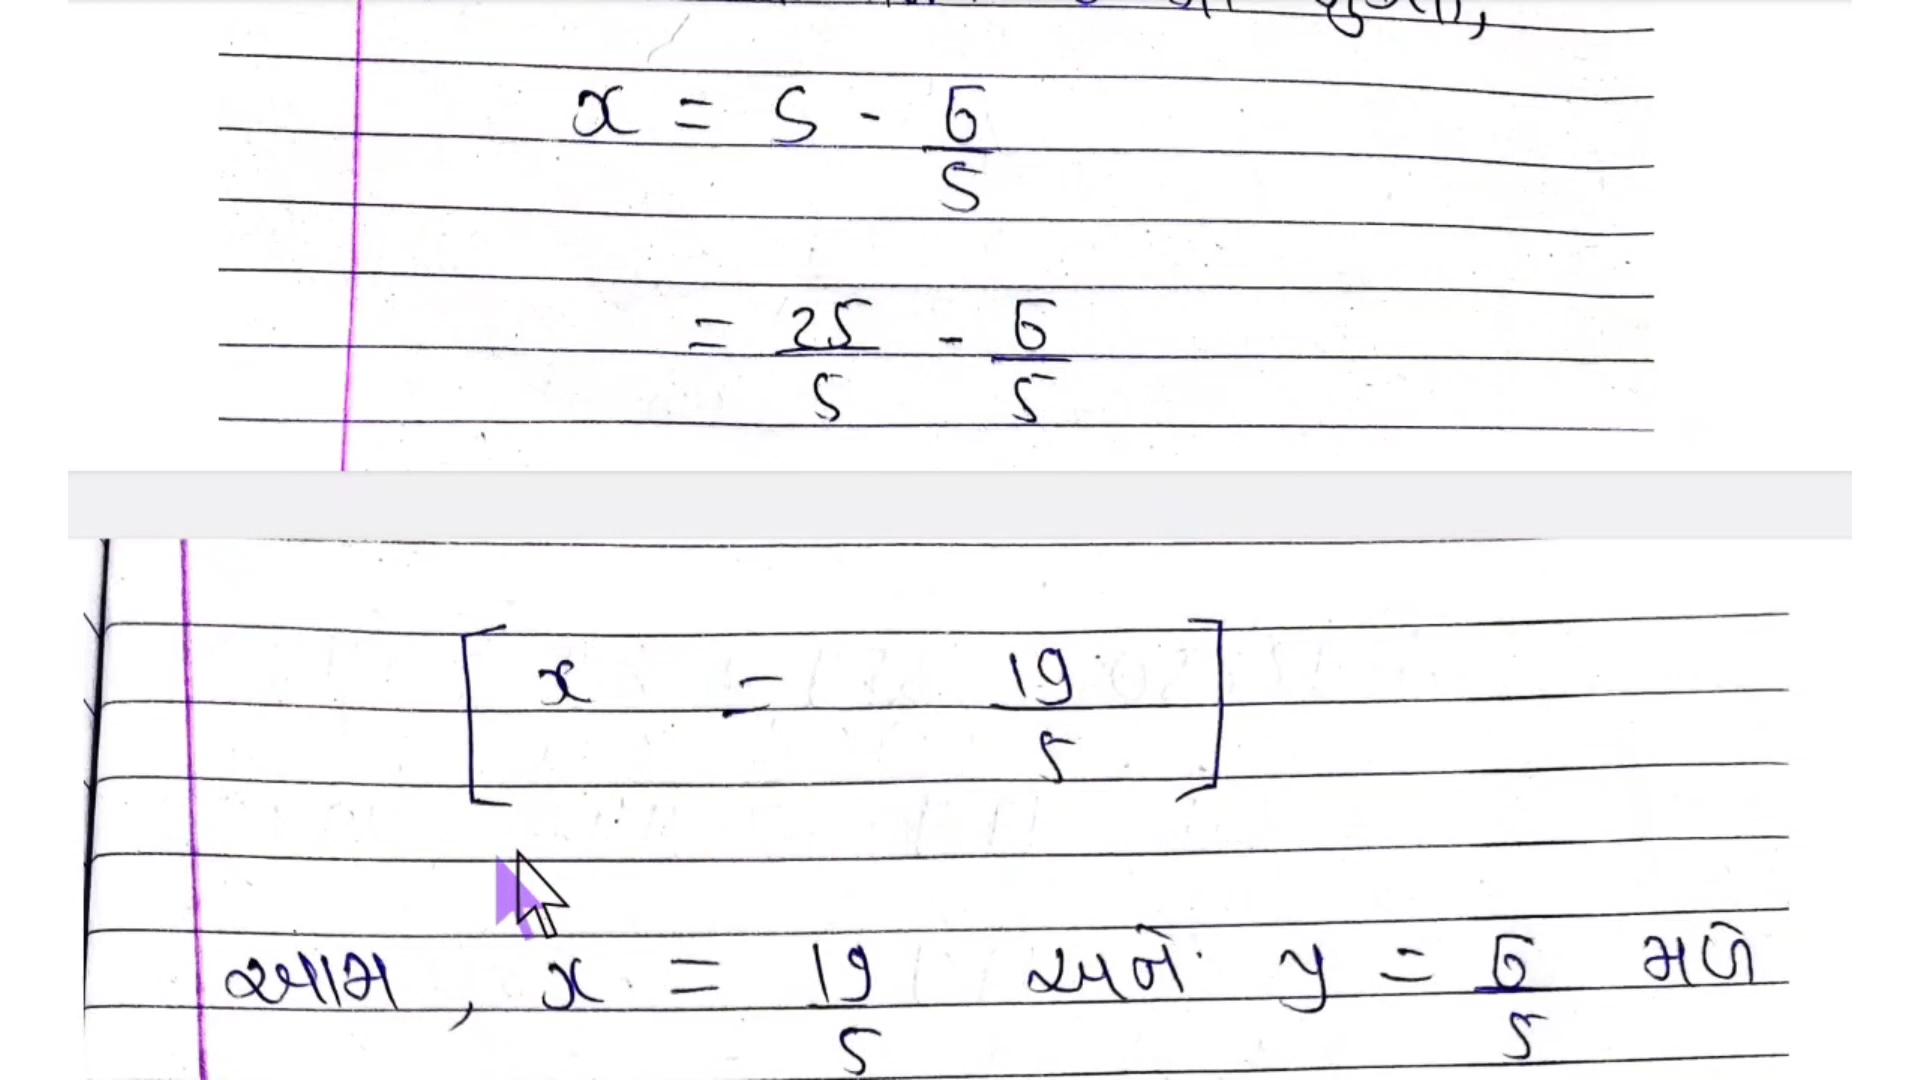 x = 5 - 6/5
= 25/5 - 6/5
[ x = 19/5 ]
આમ, x = 19/5 અને y = 6/5 મળે